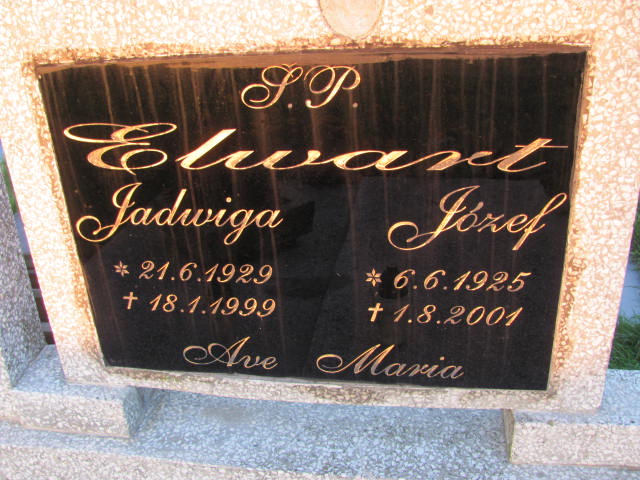 Ś.P.
Elwart
Jadwiga Józef
* 21.6.1929 * 6.6.1925
† 18.1.1999 † 1.8.2001
Ave Maria